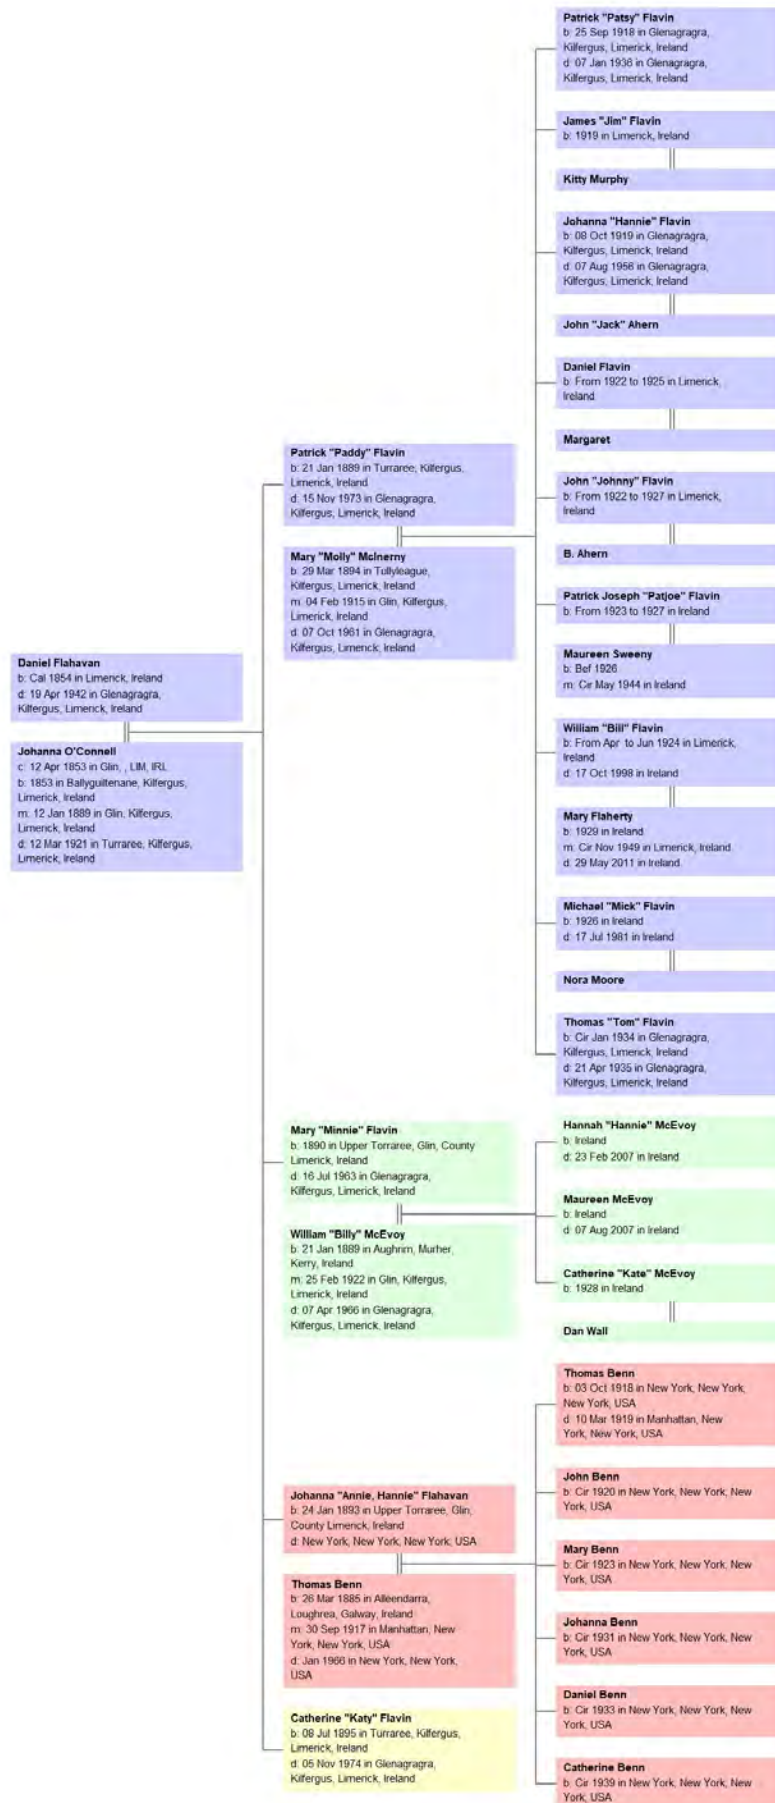 Daniel Flahavan
b: Cal 1854 in Limerick, Ireland
d: 19 Apr 1942 in Glenagragra,
Kilfergus, Limerick, Ireland
Johanna O'Connell
c: 12 Apr 1853 in Glin, , LIM, IRL
b: 1853 in Ballyguiltenane, Kilfergus,
Limerick, Ireland
m: 12 Jan 1889 in Glin, Kilfergus,
Limerick, Ireland
d: 12 Mar 1921 in Turraree, Kilfergus,
Limerick, Ireland
Patrick "Paddy" Flavin
b: 21 Jan 1889 in Turraree, Kilfergus,
Limerick, Ireland
d: 15 Nov 1973 in Glenagragra,
Kilfergus, Limerick, Ireland
Mary "Molly" McInerny
b: 29 Mar 1894 in Tullyleague,
Kilfergus, Limerick, Ireland
m: 04 Feb 1915 in Glin, Kilfergus,
Limerick, Ireland
d: 07 Oct 1961 in Glenagragra,
Kilfergus, Limerick, Ireland
Patrick "Patsy" Flavin
b: 25 Sep 1918 in Glenagragra,
Kilfergus, Limerick, Ireland
d: 07 Jan 1936 in Glenagragra,
Kilfergus, Limerick, Ireland
James "Jim" Flavin
b: 1919 in Limerick, Ireland
Kitty Murphy
Johanna "Hannie" Flavin
b: 08 Oct 1919 in Glenagragra,
Kilfergus, Limerick, Ireland
d: 07 Aug 1956 in Glenagragra,
Kilfergus, Limerick, Ireland
John "Jack" Ahern
Daniel Flavin
b: From 1922 to 1925 in Limerick,
Ireland
Margaret
John "Johnny" Flavin
b: From 1922 to 1927 in Limerick,
Ireland
B. Ahern
Patrick Joseph "Patjoe" Flavin
b: From 1923 to 1927 in Ireland
Maureen Sweeny
b: Bef 1926
m: Cir May 1944 in Ireland
William "Bill" Flavin
b: From Apr to Jun 1924 in Limerick,
Ireland
d: 17 Oct 1998 in Ireland
Mary Flaherty
b: 1929 in Ireland
m: Cir Nov 1949 in Limerick, Ireland
d: 29 May 2011 in Ireland
Michael "Mick" Flavin
b: 1926 in Ireland
d: 17 Jul 1981 in Ireland
Nora Moore
Thomas "Tom" Flavin
b: Cir Jan 1934 in Glenagragra,
Kilfergus, Limerick, Ireland
d: 21 Apr 1935 in Glenagragra,
Kilfergus, Limerick, Ireland
Mary "Minnie" Flavin
b: 1890 in Upper Torraree, Glin, County
Limerick, Ireland
d: 16 Jul 1963 in Glenagragra,
Kilfergus, Limerick, Ireland
William "Billy" McEvoy
b: 21 Jan 1889 in Aughrim, Murher,
Kerry, Ireland
m: 25 Feb 1922 in Glin, Kilfergus,
Limerick, Ireland
d: 07 Apr 1966 in Glenagragra,
Kilfergus, Limerick, Ireland
Hannah "Hannie" McEvoy
b: Ireland
d: 23 Feb 2007 in Ireland
Maureen McEvoy
b: Ireland
d: 07 Aug 2007 in Ireland
Catherine "Kate" McEvoy
b: 1928 in Ireland
Dan Wall
Johanna "Annie, Hannie" Flahavan
b: 24 Jan 1893 in Upper Torraree, Glin,
County Limerick, Ireland
d: New York, New York, New York, USA
Thomas Benn
b: 26 Mar 1885 in Alleendarra,
Loughrea, Galway, Ireland
m: 30 Sep 1917 in Manhattan, New
York, New York, USA
d: Jan 1966 in New York, New York,
USA
Thomas Benn
b: 03 Oct 1918 in New York, New York,
New York, USA
d: 10 Mar 1919 in Manhattan, New
York, New York, USA
John Benn
b: Cir 1920 in New York, New York, New
York, USA
Mary Benn
b: Cir 1923 in New York, New York, New
York, USA
Johanna Benn
b: Cir 1931 in New York, New York, New
York, USA
Daniel Benn
b: Cir 1933 in New York, New York, New
York, USA
Catherine Benn
b: Cir 1939 in New York, New York, New
York, USA
Catherine "Katy" Flavin
b: 08 Jul 1895 in Turraree, Kilfergus,
Limerick, Ireland
d: 05 Nov 1974 in Glenagragra,
Kilfergus, Limerick, Ireland